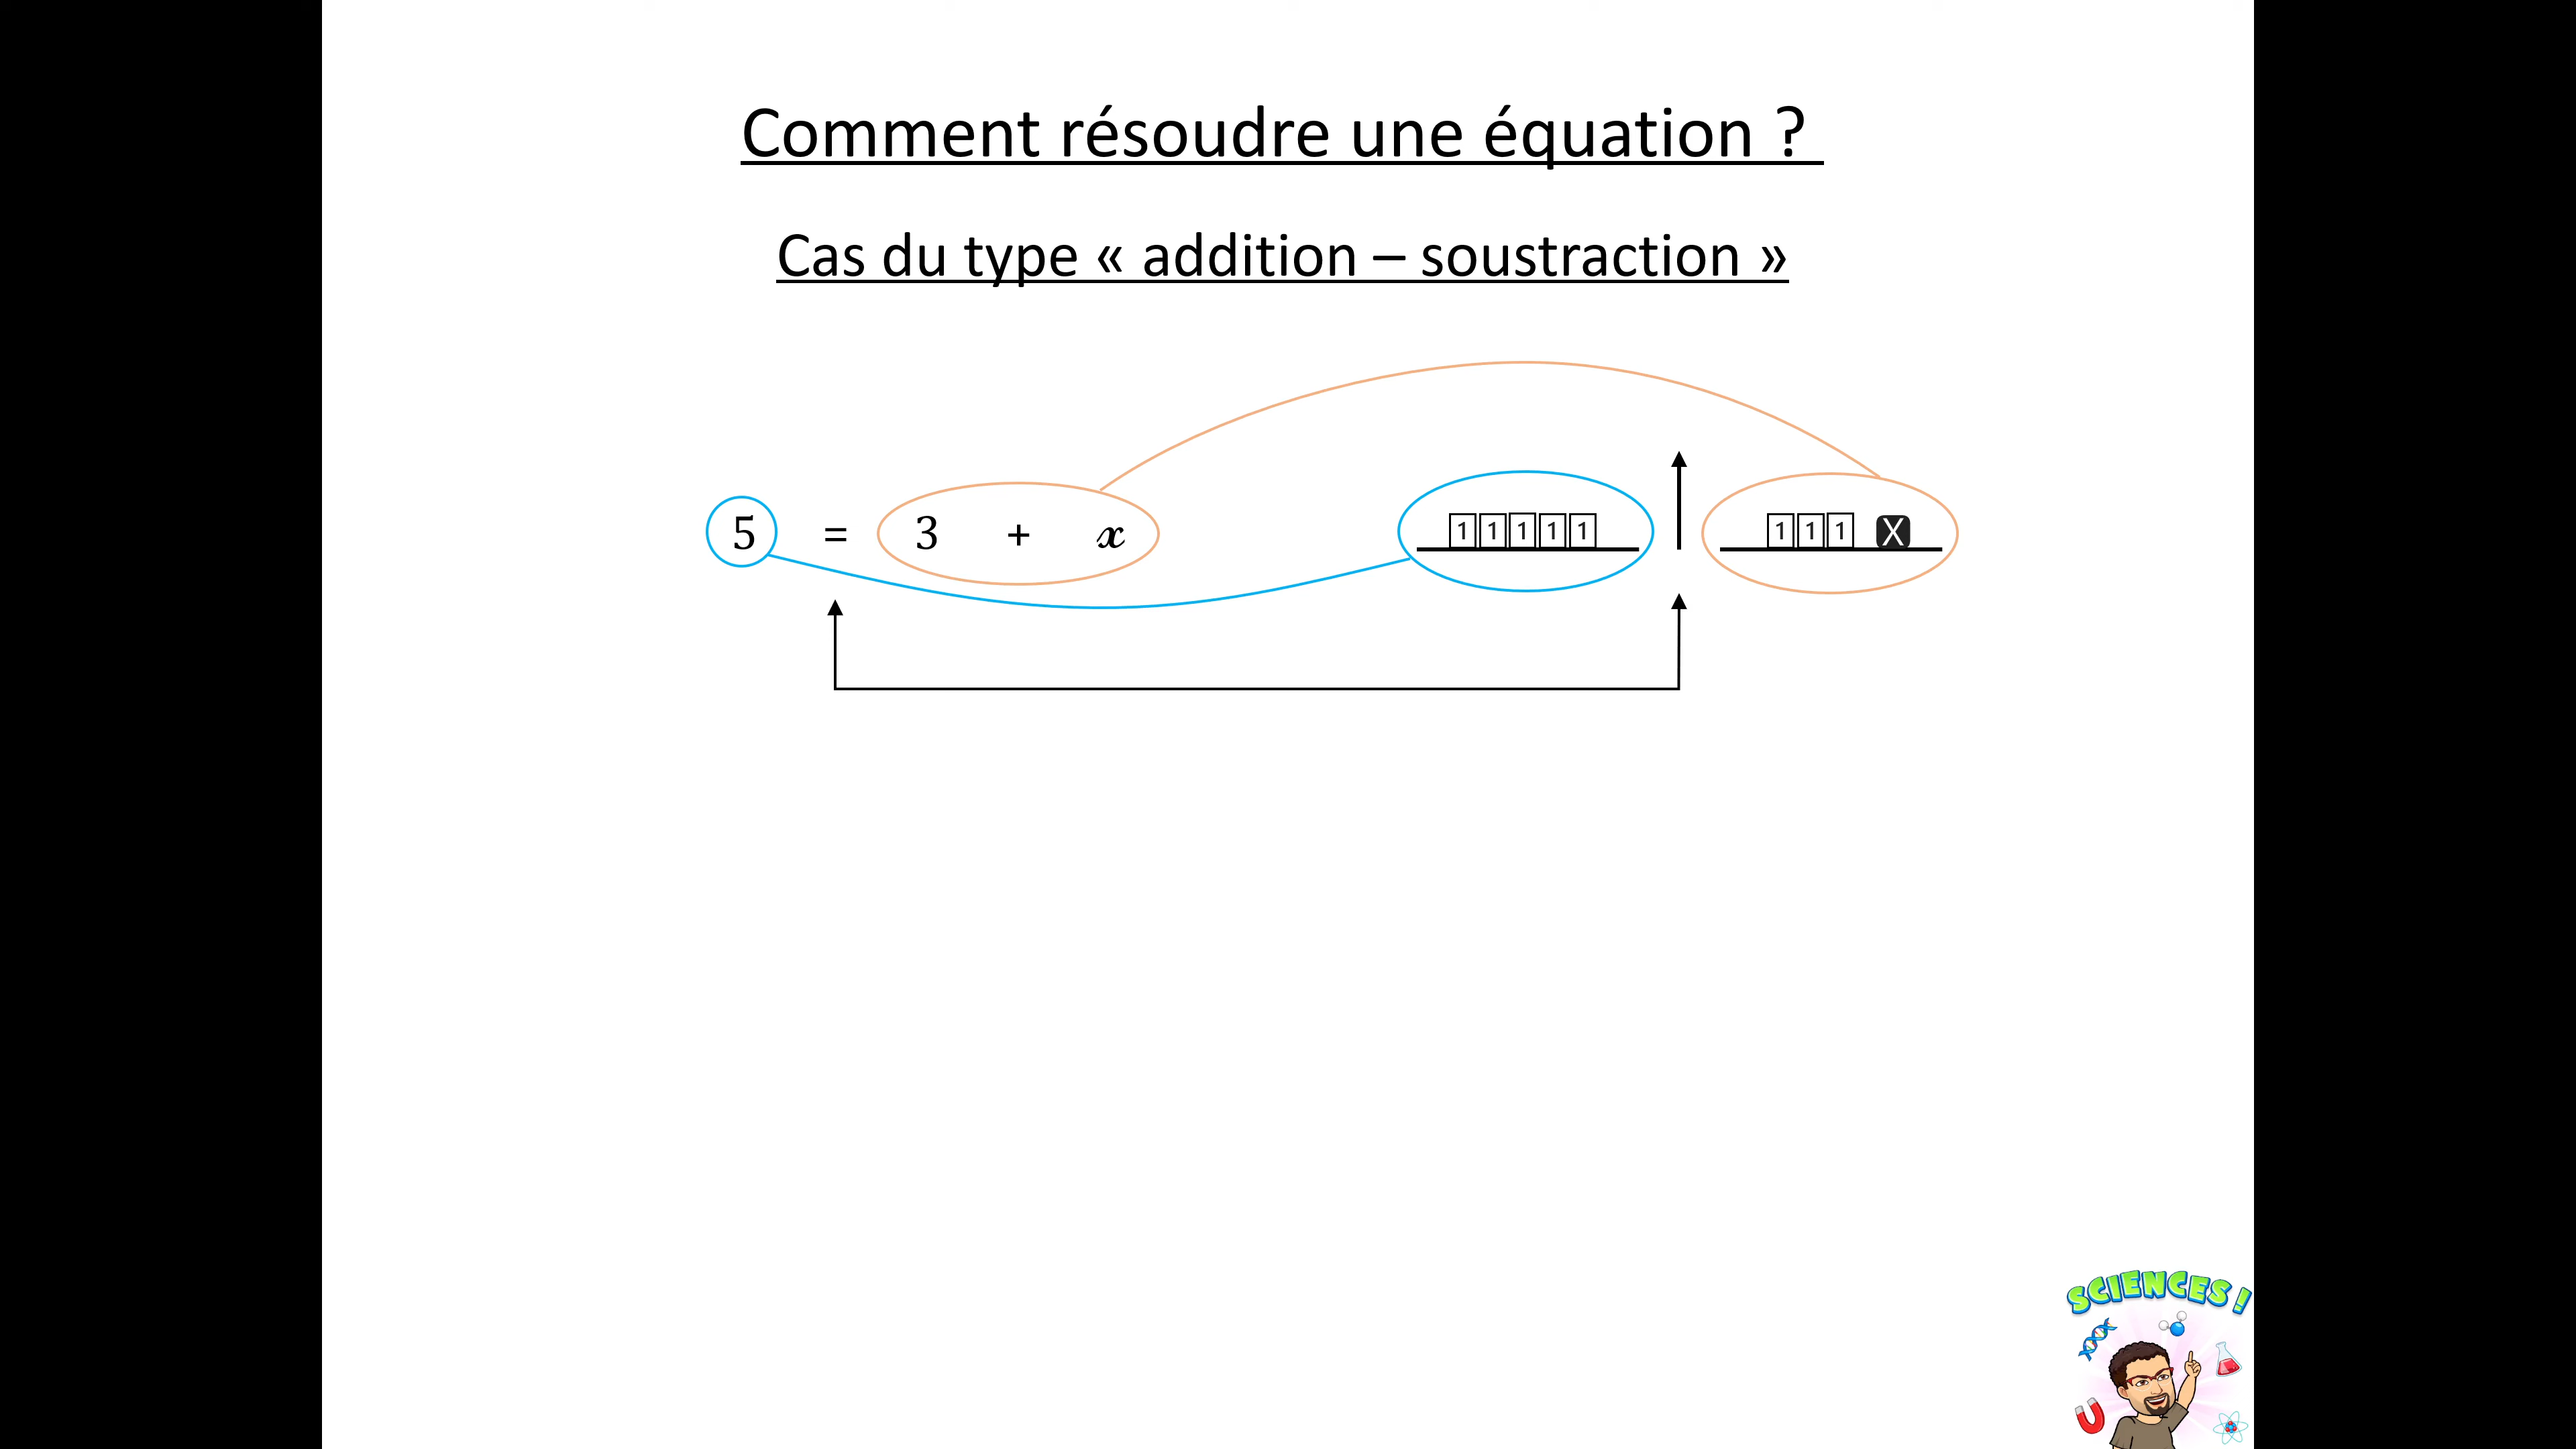 Comment résoudre une équation ?
Cas du type « addition – soustraction »
5 = 3 + 𝓍 1 1 1 1 1 1 1 1 X
SCIENCES !